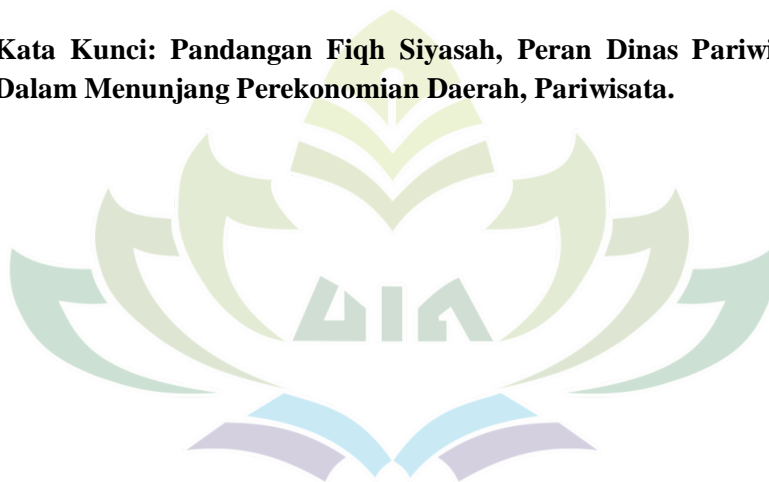 Kata Kunci: Pandangan Fiqh Siyasah, Peran Dinas Pariwi
Dalam Menunjang Perekonomian Daerah, Pariwisata.